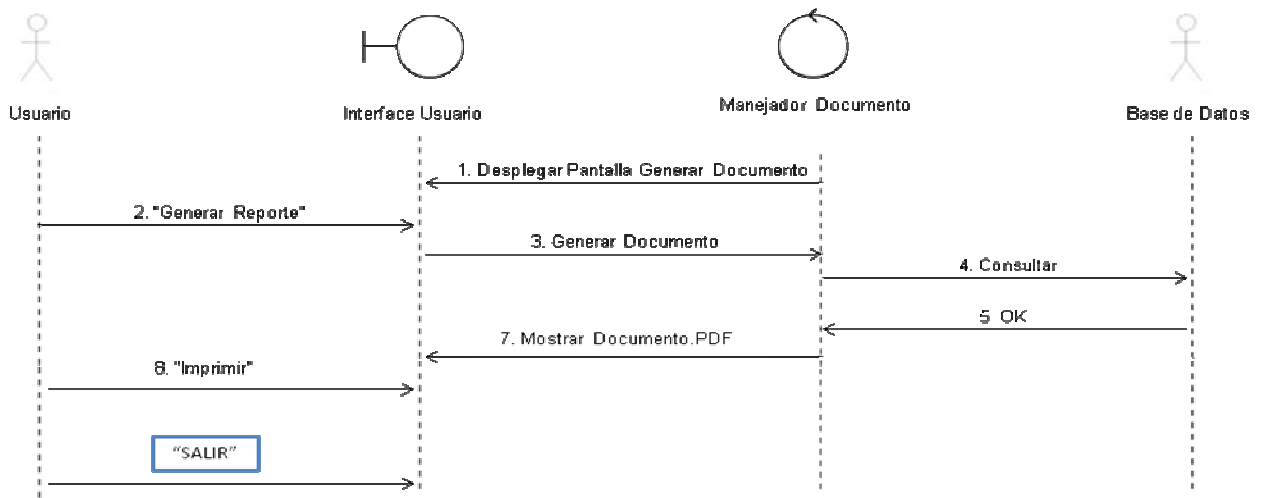 Usuario
Interface Usuario
Manejador Documento
Base de Datos
1. Desplegar Pantalla Generar Documento
2. "Generar Reporte"
3. Generar Documento
4. Consultar
5 OK
7. Mostrar Documento.PDF
8. "Imprimir"
"SALIR"